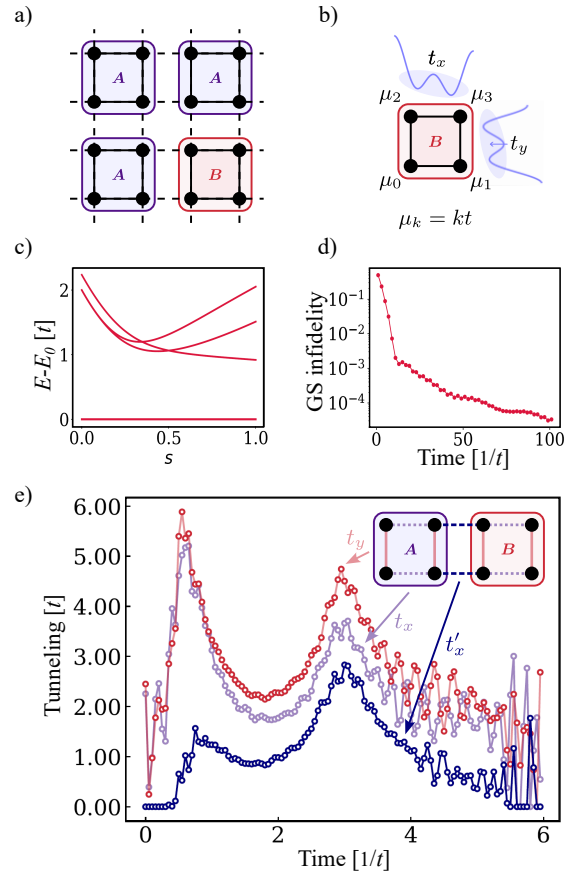 a)
A
A
A
B
b)
t_x
μ_2
μ_3
B
t_y
μ_0
μ_1
μ_k = kt
c)
E-E_0 [t]
2
1
0
0.0
0.5
1.0
s
d)
GS infidelity
10^{-1}
10^{-2}
10^{-3}
10^{-4}
0
50
100
Time [1/t]
e)
Tunneling [t]
6.00
5.00
4.00
3.00
2.00
1.00
0.00
t_y
A
B
t_x
t'_x
0
2
4
6
Time [1/t]